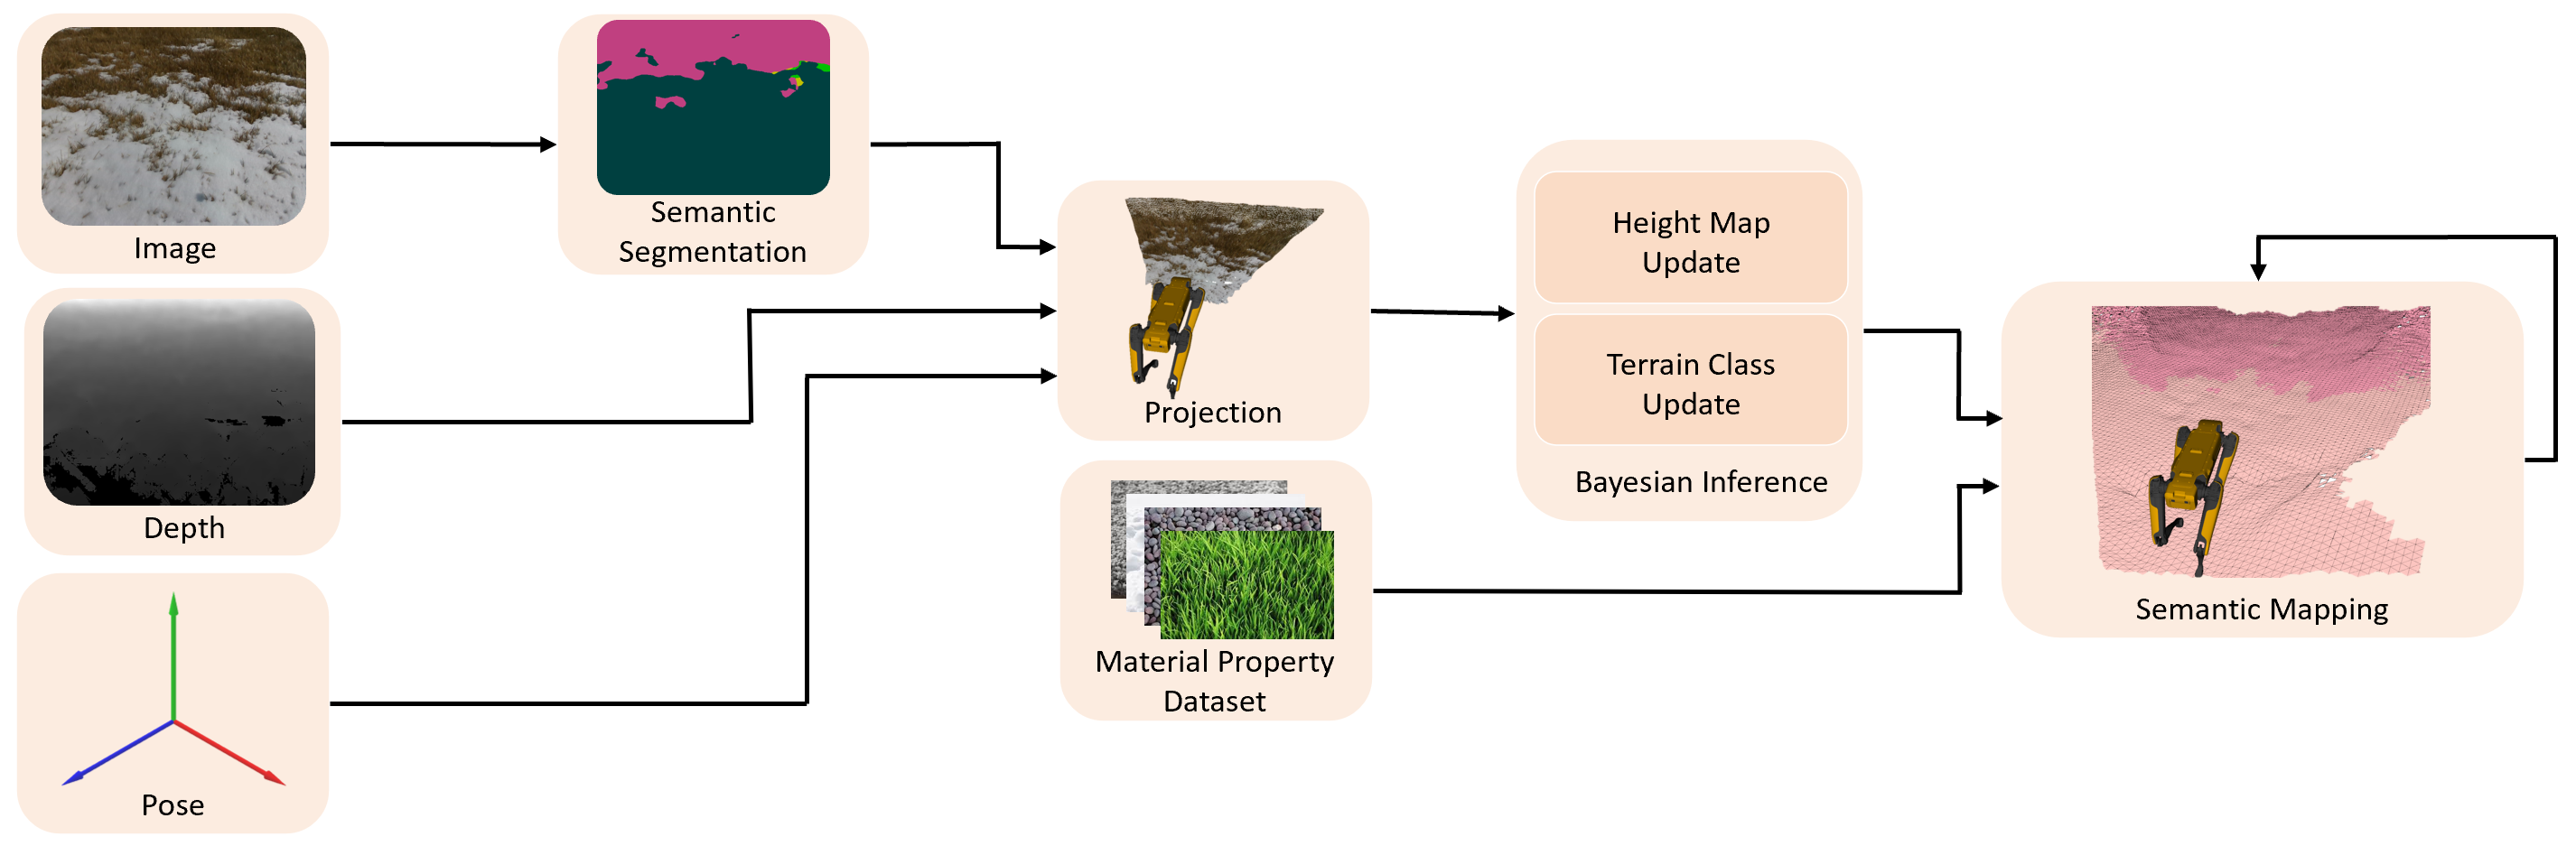 Image
Semantic
Segmentation
Depth
Pose
Projection
Material Property
Dataset
Height Map
Update
Terrain Class
Update
Bayesian Inference
Semantic Mapping